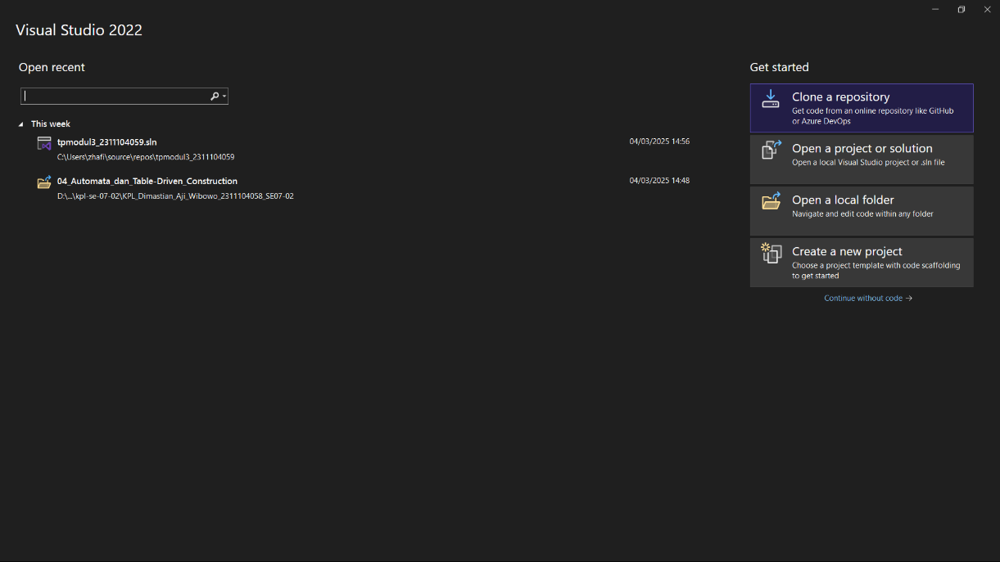 Visual Studio 2022
Open recent
This week
tpmodul3_2311104059.sln
04/03/2025 14:56
C:\Users\zhafi\source\repos\tpmodul3_2311104059
04_Automata_dan_Table-Driven_Construction
04/03/2025 14:48
D:\...\kpl-se-07-02\KPL_Dimastian_Aji_Wibowo_2311104058_SE07-02
Get started
Clone a repository
Get code from an online repository like GitHub
or Azure DevOps
Open a project or solution
Open a local Visual Studio project or .sln file
Open a local folder
Navigate and edit code within any folder
Create a new project
Choose a project template with code scaffolding
to get started
Continue without code →